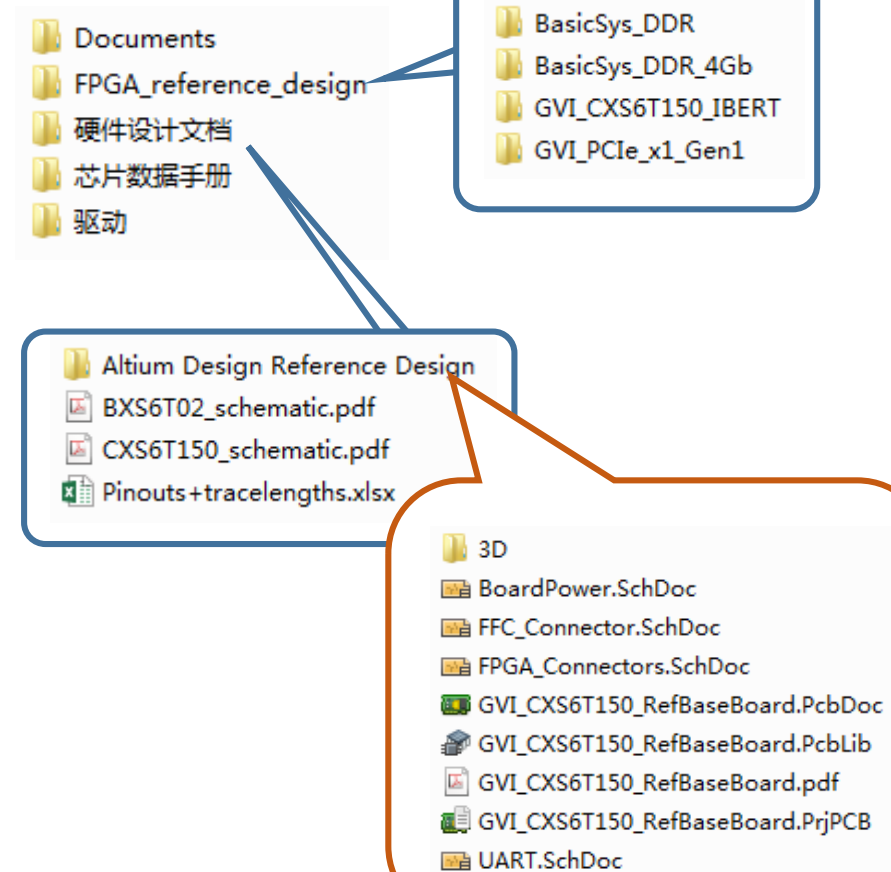 Documents
FPGA_reference_design
硬件设计文档
芯片数据手册
驱动
BasicSys_DDR
BasicSys_DDR_4Gb
GVI_CXS6T150_IBERT
GVI_PCIe_x1_Gen1
Altium Design Reference Design
BXS6T02_schematic.pdf
CXS6T150_schematic.pdf
Pinouts+tracelengths.xlsx
3D
BoardPower.SchDoc
FFC_Connector.SchDoc
FPGA_Connectors.SchDoc
GVI_CXS6T150_RefBaseBoard.PcbDoc
GVI_CXS6T150_RefBaseBoard.PcbLib
GVI_CXS6T150_RefBaseBoard.pdf
GVI_CXS6T150_RefBaseBoard.PrjPCB
UART.SchDoc